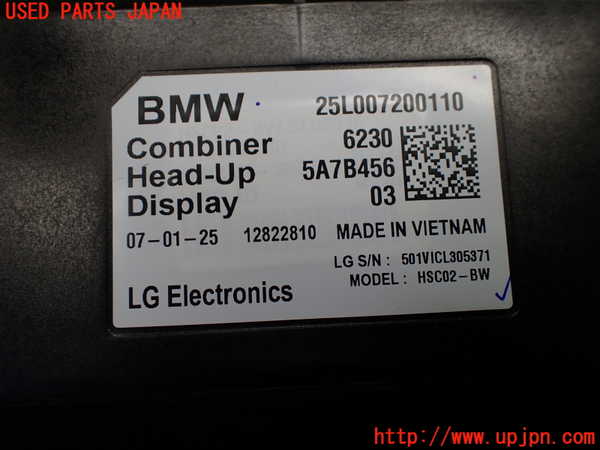 USED PARTS JAPAN
BMW 25L007200110
Combiner 6230
Head-Up 5A7B456
Display 03
07-01-25 12822810 MADE IN VIETNAM
LG S/N : 501VICL305371
LG Electronics MODEL : HSC02-BW
http://www.upjpn.com/